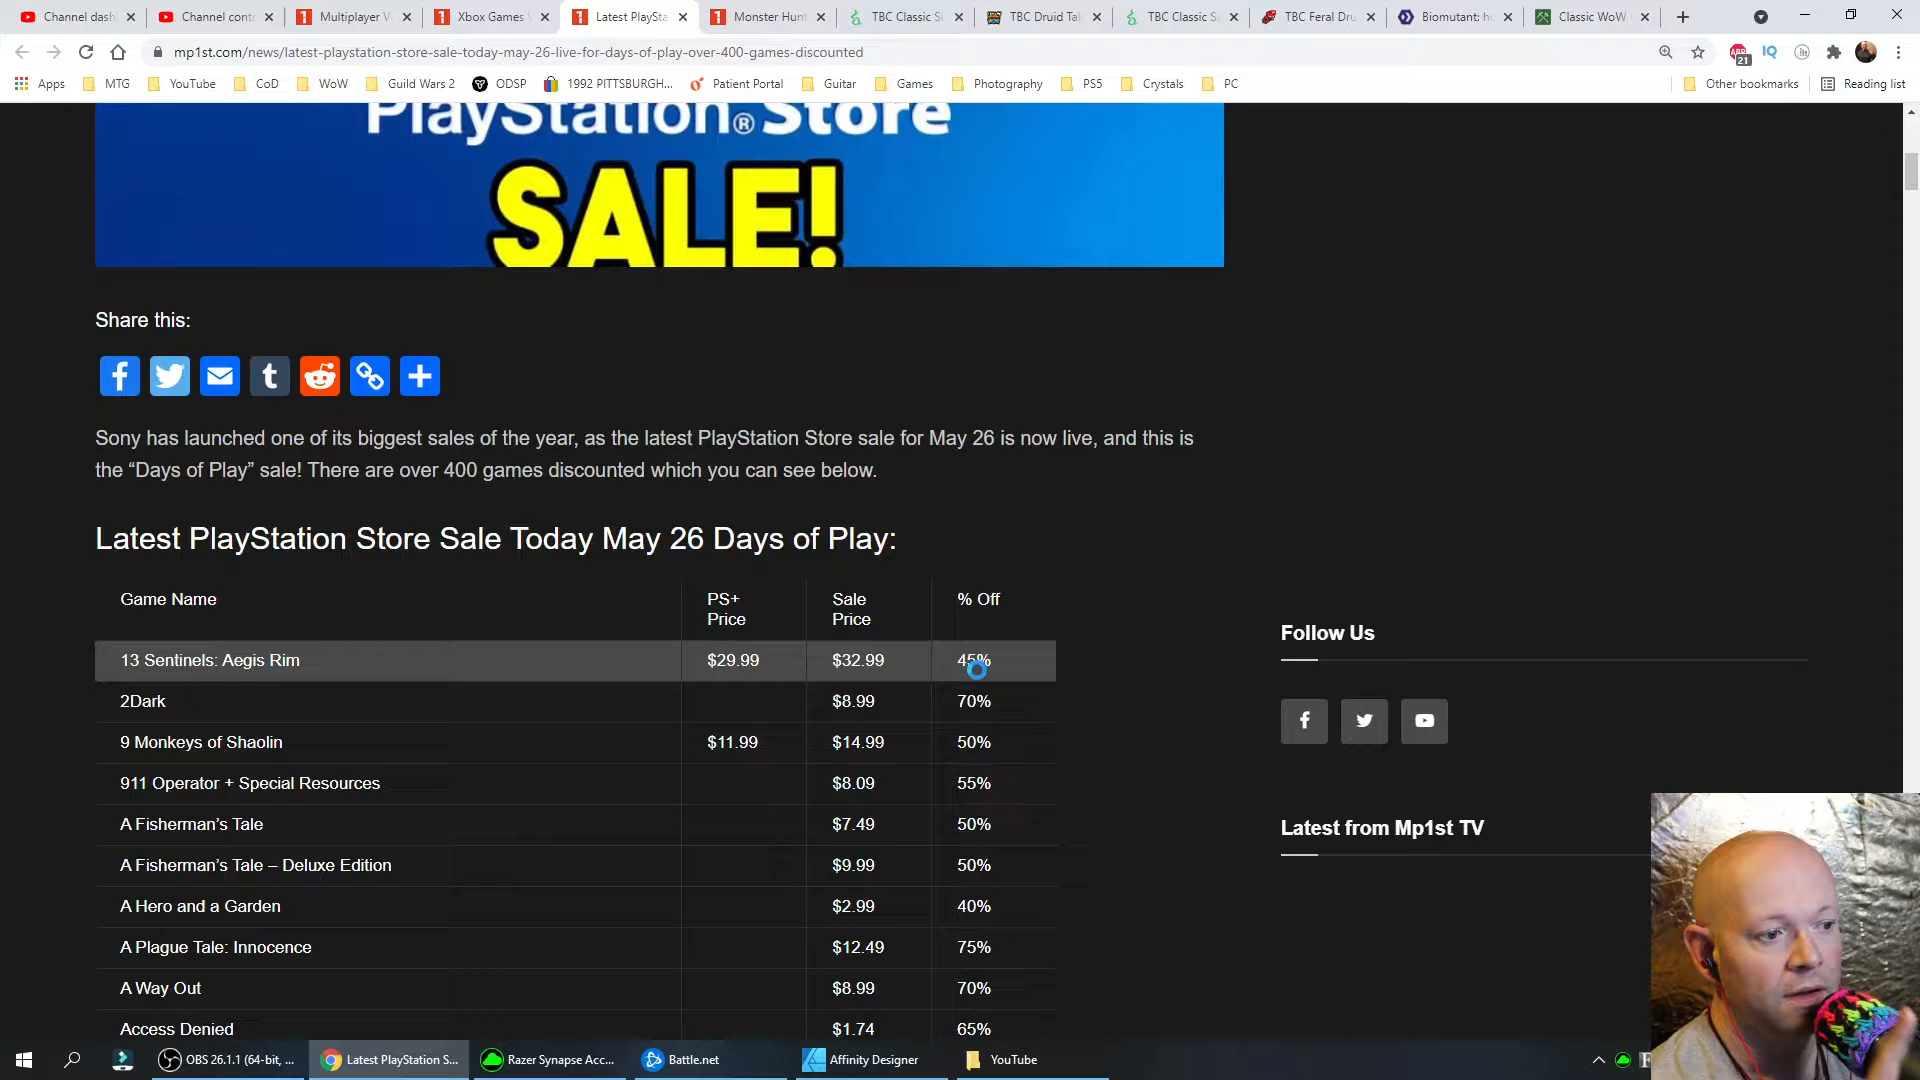 Channel dash
Channel cont
Multiplayer V
Xbox Games V
Latest PlaySta
Monster Hun
TBC Classic Su
TBC Druid Tal
TBC Classic Su
TBC Feral Dru
Biomutant: ho
Classic WoW
mp1st.com/news/latest-playstation-store-sale-today-may-26-live-for-days-of-play-over-400-games-discounted
21
IQ
Apps
MTG
YouTube
CoD
WoW
Guild Wars 2
ODSP
1992 PITTSBURGH...
Patient Portal
Guitar
Games
Photography
PS5
Crystals
PC
Other bookmarks
Reading list
PlayStation®Store
SALE!
Share this:
Sony has launched one of its biggest sales of the year, as the latest PlayStation Store sale for May 26 is now live, and this is
the “Days of Play” sale! There are over 400 games discounted which you can see below.
Latest PlayStation Store Sale Today May 26 Days of Play:
Game Name PS+ Price Sale Price % Off
13 Sentinels: Aegis Rim $29.99 $32.99 45%
2Dark $8.99 70%
9 Monkeys of Shaolin $11.99 $14.99 50%
911 Operator + Special Resources $8.09 55%
A Fisherman’s Tale $7.49 50%
A Fisherman’s Tale – Deluxe Edition $9.99 50%
A Hero and a Garden $2.99 40%
A Plague Tale: Innocence $12.49 75%
A Way Out $8.99 70%
Access Denied $1.74 65%
Follow Us
Latest from Mp1st TV
OBS 26.1.1 (64-bit, ...
Latest PlayStation S...
Razer Synapse Acc...
Battle.net
Affinity Designer
YouTube